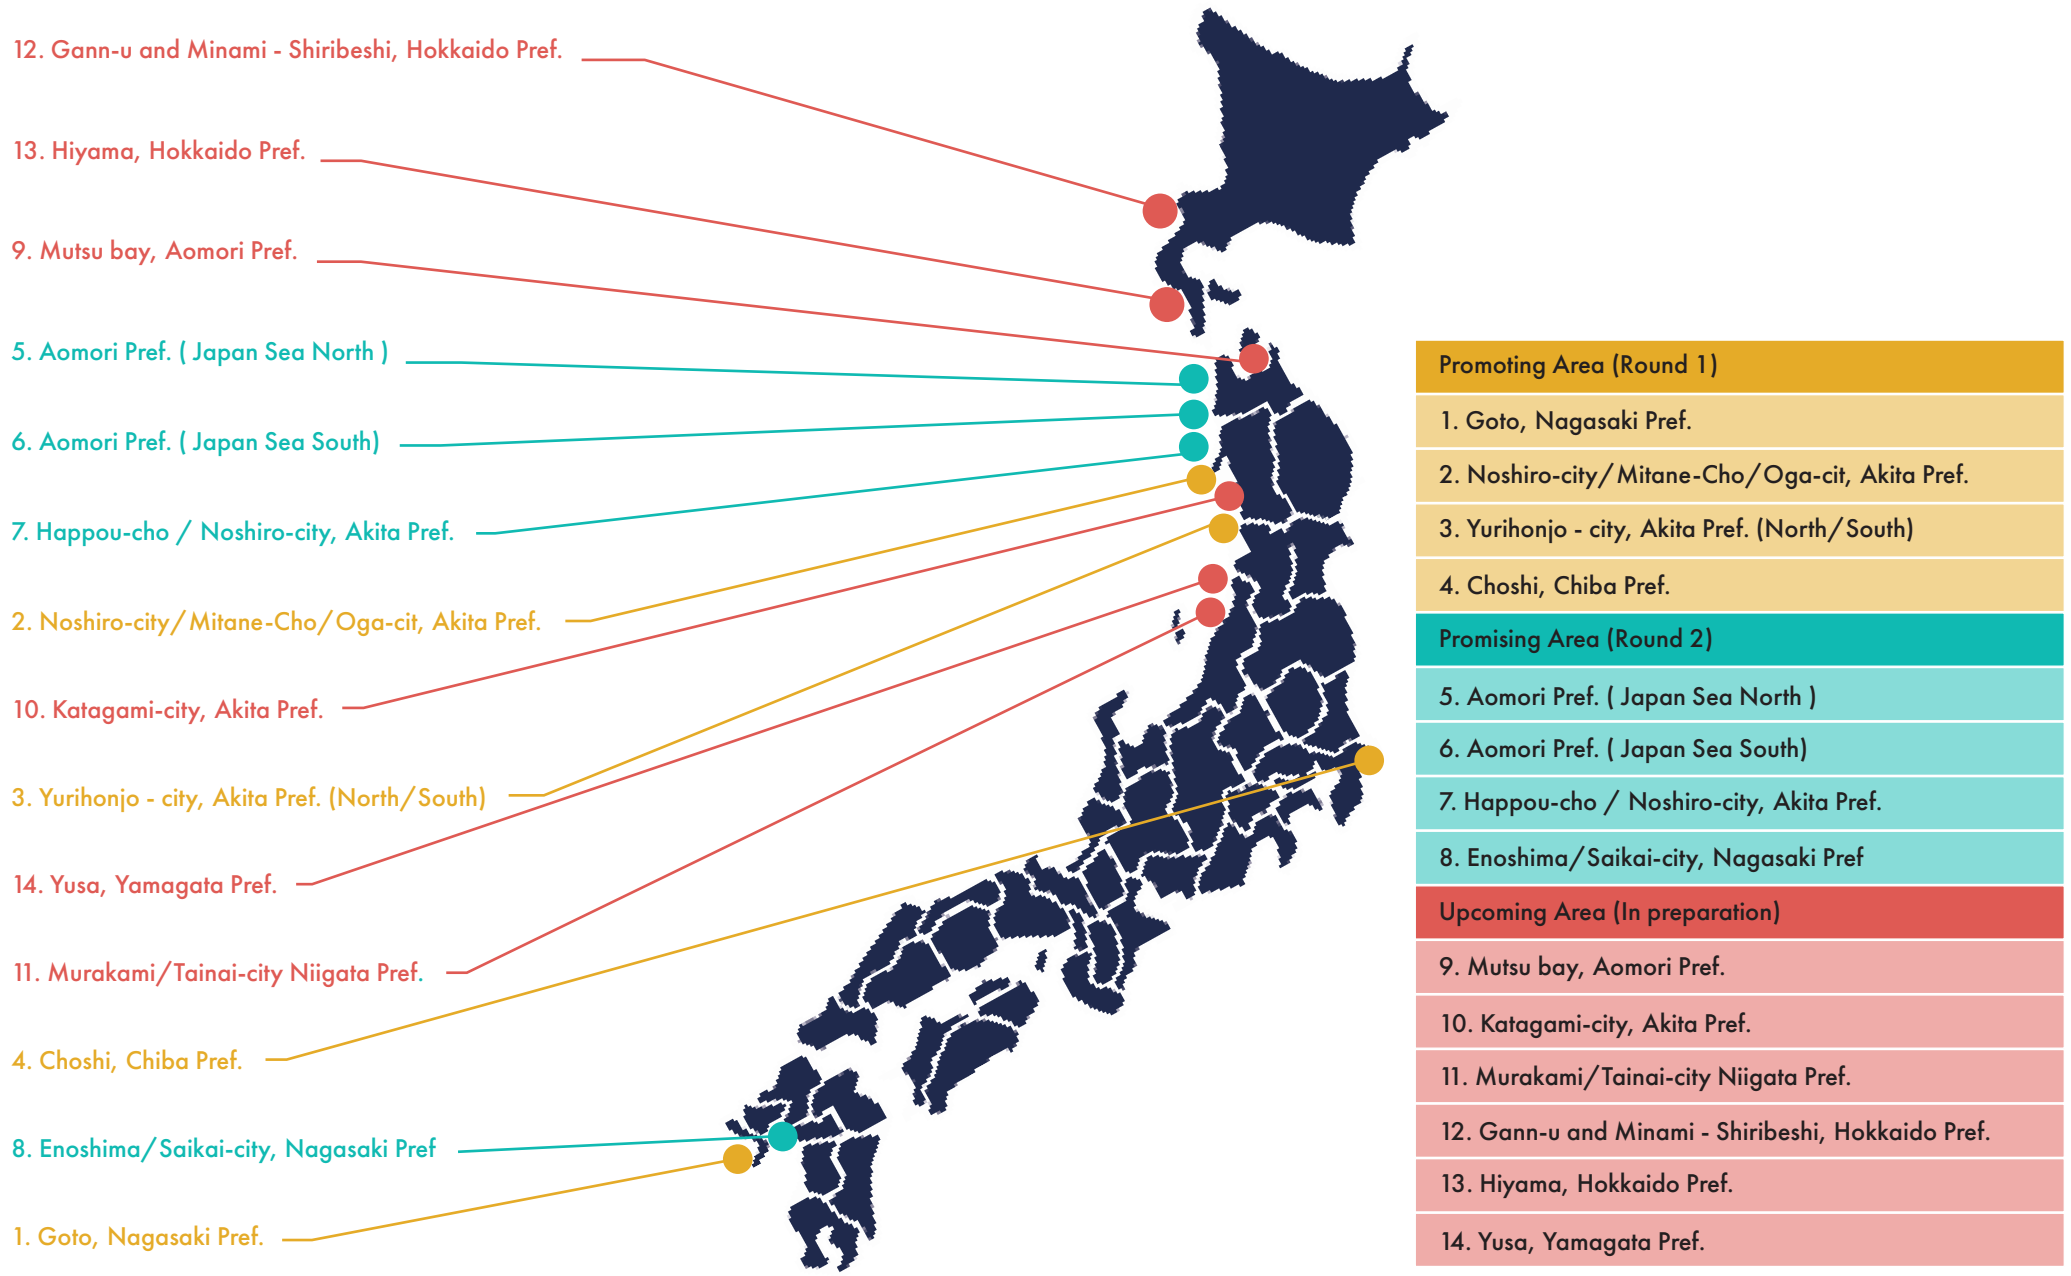 12. Gann-u and Minami - Shiribeshi, Hokkaido Pref.
13. Hiyama, Hokkaido Pref.
9. Mutsu bay, Aomori Pref.
5. Aomori Pref. ( Japan Sea North )
6. Aomori Pref. ( Japan Sea South)
7. Happou-cho / Noshiro-city, Akita Pref.
2. Noshiro-city/Mitane-Cho/Oga-cit, Akita Pref.
10. Katagami-city, Akita Pref.
3. Yurihonjo - city, Akita Pref. (North/South)
14. Yusa, Yamagata Pref.
11. Murakami/Tainai-city Niigata Pref.
4. Choshi, Chiba Pref.
8. Enoshima/Saikai-city, Nagasaki Pref
1. Goto, Nagasaki Pref.
Promoting Area (Round 1)
1. Goto, Nagasaki Pref.
2. Noshiro-city/Mitane-Cho/Oga-cit, Akita Pref.
3. Yurihonjo - city, Akita Pref. (North/South)
4. Choshi, Chiba Pref.
Promising Area (Round 2)
5. Aomori Pref. ( Japan Sea North )
6. Aomori Pref. ( Japan Sea South)
7. Happou-cho / Noshiro-city, Akita Pref.
8. Enoshima/Saikai-city, Nagasaki Pref
Upcoming Area (In preparation)
9. Mutsu bay, Aomori Pref.
10. Katagami-city, Akita Pref.
11. Murakami/Tainai-city Niigata Pref.
12. Gann-u and Minami - Shiribeshi, Hokkaido Pref.
13. Hiyama, Hokkaido Pref.
14. Yusa, Yamagata Pref.